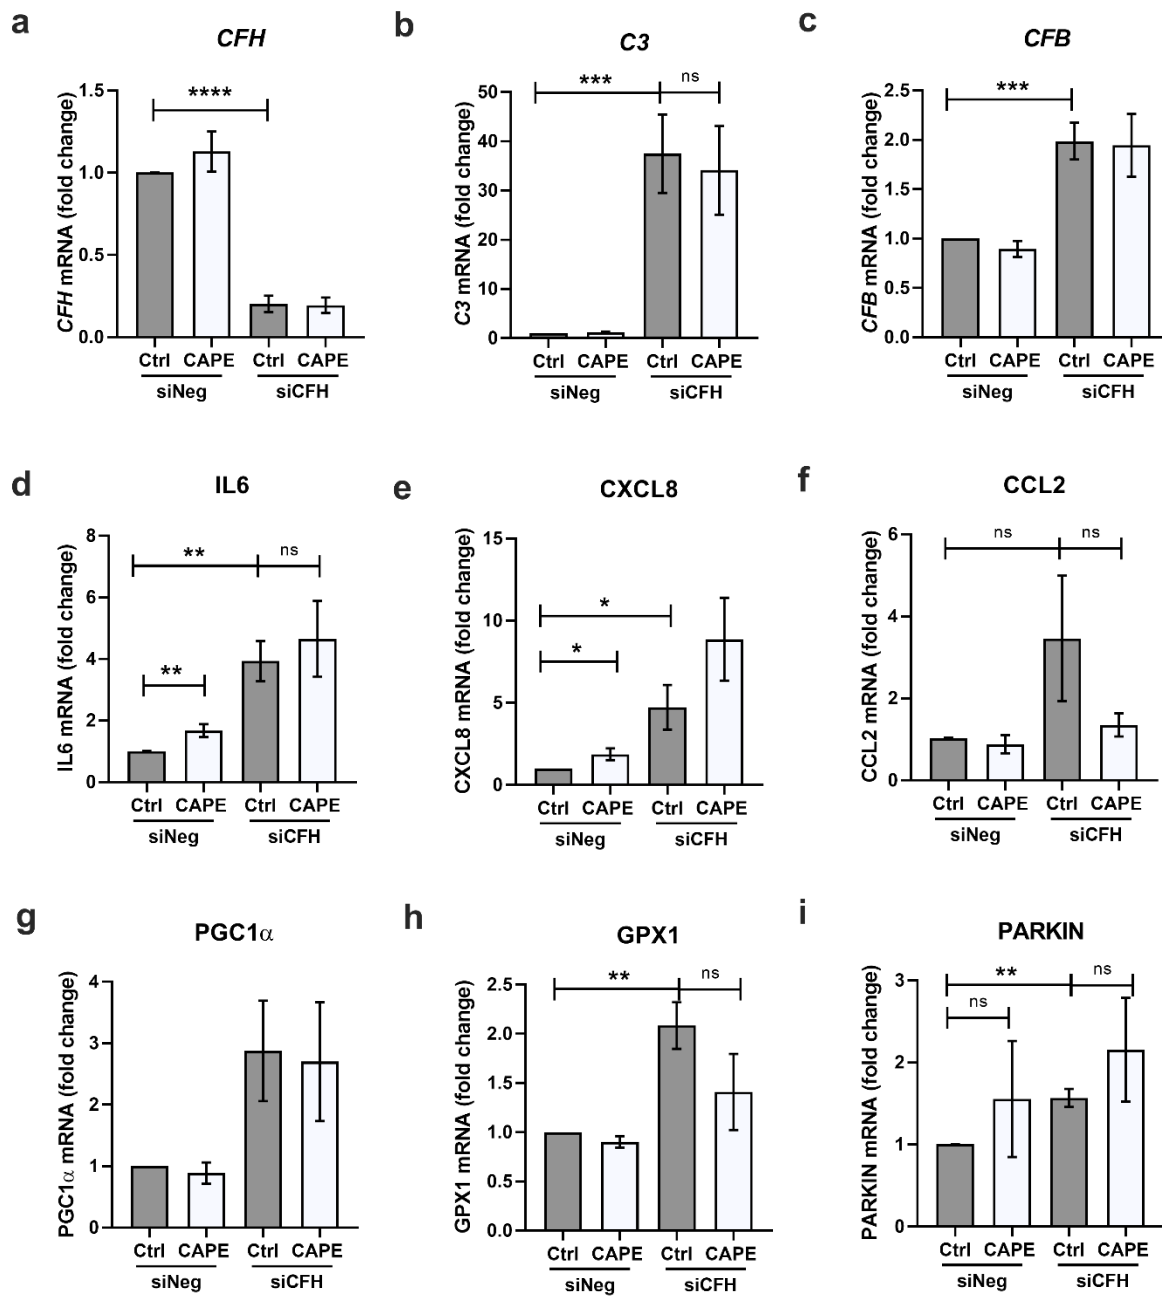 a
CFH
****
CFH mRNA (fold change)
1.5
1.0
0.5
0.0
Ctrl CAPE Ctrl CAPE
siNeg siCFH
b
C3
*** ns
C3 mRNA (fold change)
50
40
30
20
10
0
Ctrl CAPE Ctrl CAPE
siNeg siCFH
c
CFB
***
CFB mRNA (fold change)
2.5
2.0
1.5
1.0
0.5
0.0
Ctrl CAPE Ctrl CAPE
siNeg siCFH
d
IL6
** ns
**
IL6 mRNA (fold change)
8
6
4
2
0
Ctrl CAPE Ctrl CAPE
siNeg siCFH
e
CXCL8
*
*
CXCL8 mRNA (fold change)
15
10
5
0
Ctrl CAPE Ctrl CAPE
siNeg siCFH
f
CCL2
ns ns
CCL2 mRNA (fold change)
6
4
2
0
Ctrl CAPE Ctrl CAPE
siNeg siCFH
g
PGC1α
PGC1α mRNA (fold change)
4
3
2
1
0
Ctrl CAPE Ctrl CAPE
siNeg siCFH
h
GPX1
** ns
GPX1 mRNA (fold change)
2.5
2.0
1.5
1.0
0.5
0.0
Ctrl CAPE Ctrl CAPE
siNeg siCFH
i
PARKIN
** ns
ns
PARKIN mRNA (fold change)
3
2
1
0
Ctrl CAPE Ctrl CAPE
siNeg siCFH